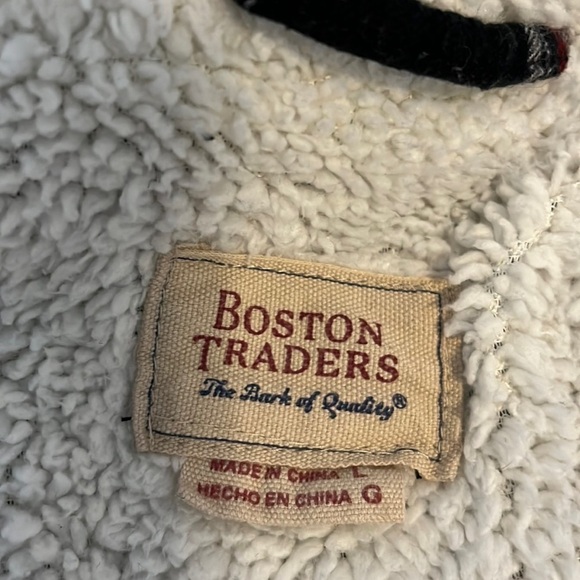 BOSTON
TRADERS
The Bark of Quality®
MADE IN CHINA L
HECHO EN CHINA G